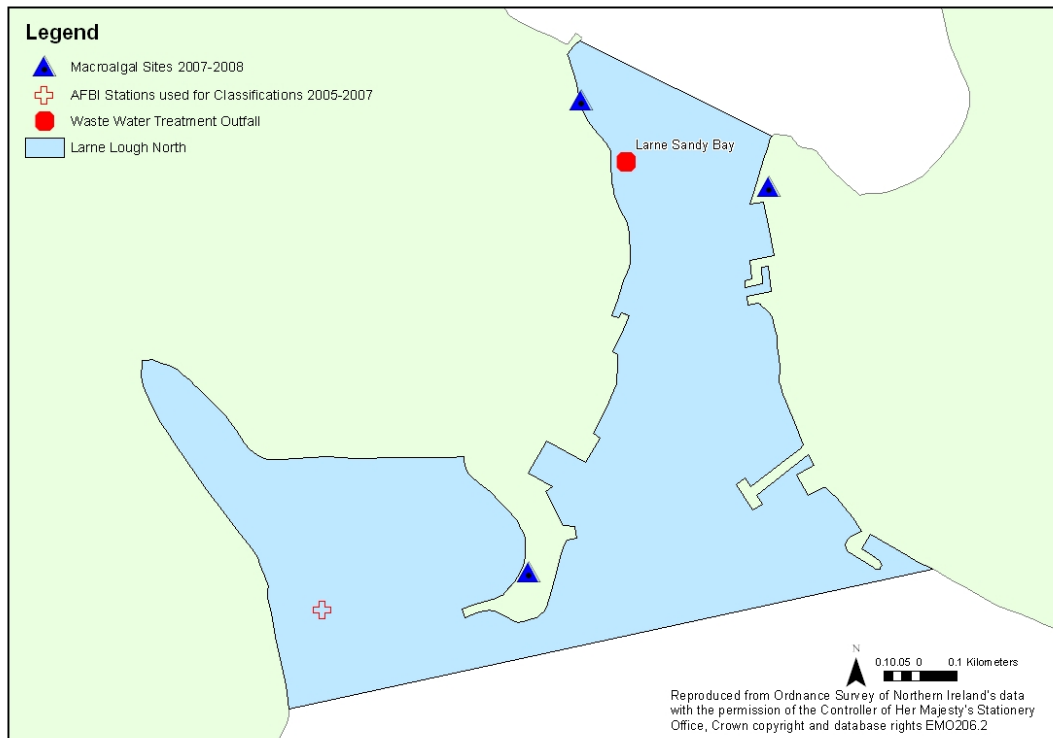 Legend
Macroalgal Sites 2007-2008
AFBI Stations used for Classifications 2005-2007
Waste Water Treatment Outfall
Larne Lough North
Larne Sandy Bay
N
0.10.05 0 0.1 Kilometers
Reproduced from Ordnance Survey of Northern Ireland's data
with the permission of the Controller of Her Majesty's Stationery
Office, Crown copyright and database rights EMO206.2